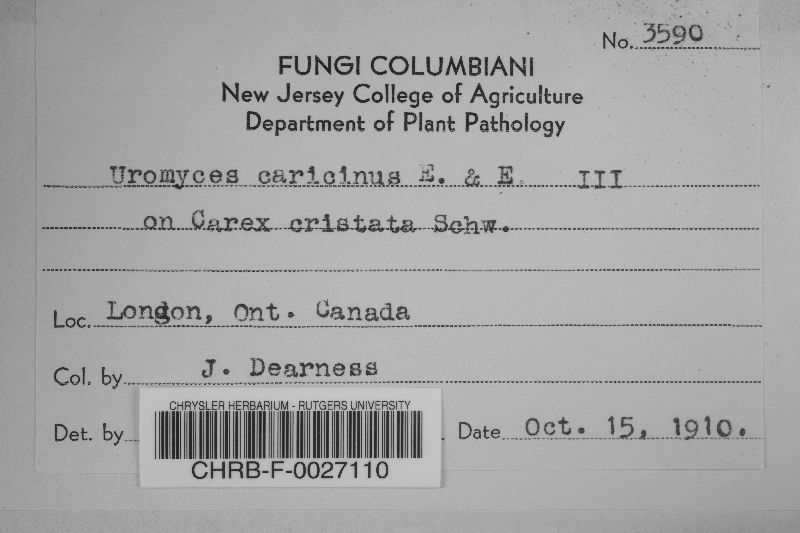 No. 3590
FUNGI COLUMBIANI
New Jersey College of Agriculture
Department of Plant Pathology
Uromyces caricinus E. & E. III
on Carex cristata Schw.
Loc. London, Ont. Canada
Col. by J. Dearness
Det. by
Date Oct. 15, 1910.
CHRYSLER HERBARIUM - RUTGERS UNIVERSITY
CHRB-F-0027110